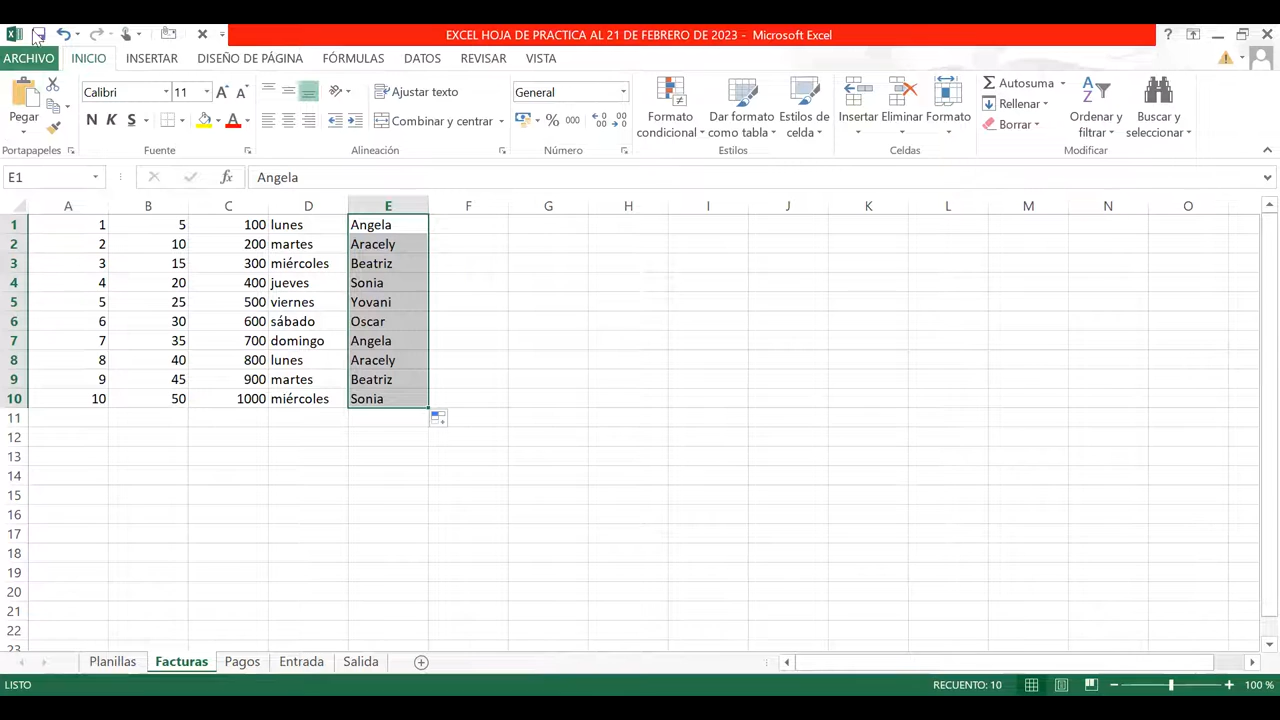 EXCEL HOJA DE PRACTICA AL 21 DE FEBRERO DE 2023 - Microsoft Excel
ARCHIVO INICIO INSERTAR DISEÑO DE PÁGINA FÓRMULAS DATOS REVISAR VISTA
Pegar
Calibri 11
N K S
Ajustar texto
Combinar y centrar
General
% 000
Formato condicional
Dar formato como tabla
Estilos de celda
Insertar Eliminar Formato
Autosuma
Rellenar
Borrar
Ordenar y filtrar
Buscar y seleccionar
Portapapeles Fuente Alineación Número Estilos Celdas Modificar
E1 fx Angela
A B C D E F G H I J K L M N O
1 1 5 100 lunes Angela
2 2 10 200 martes Aracely
3 3 15 300 miércoles Beatriz
4 4 20 400 jueves Sonia
5 5 25 500 viernes Yovani
6 6 30 600 sábado Oscar
7 7 35 700 domingo Angela
8 8 40 800 lunes Aracely
9 9 45 900 martes Beatriz
10 10 50 1000 miércoles Sonia
11
12
13
14
15
16
17
18
19
20
21
22
23
Planillas Facturas Pagos Entrada Salida
LISTO RECUENTO: 10 100 %